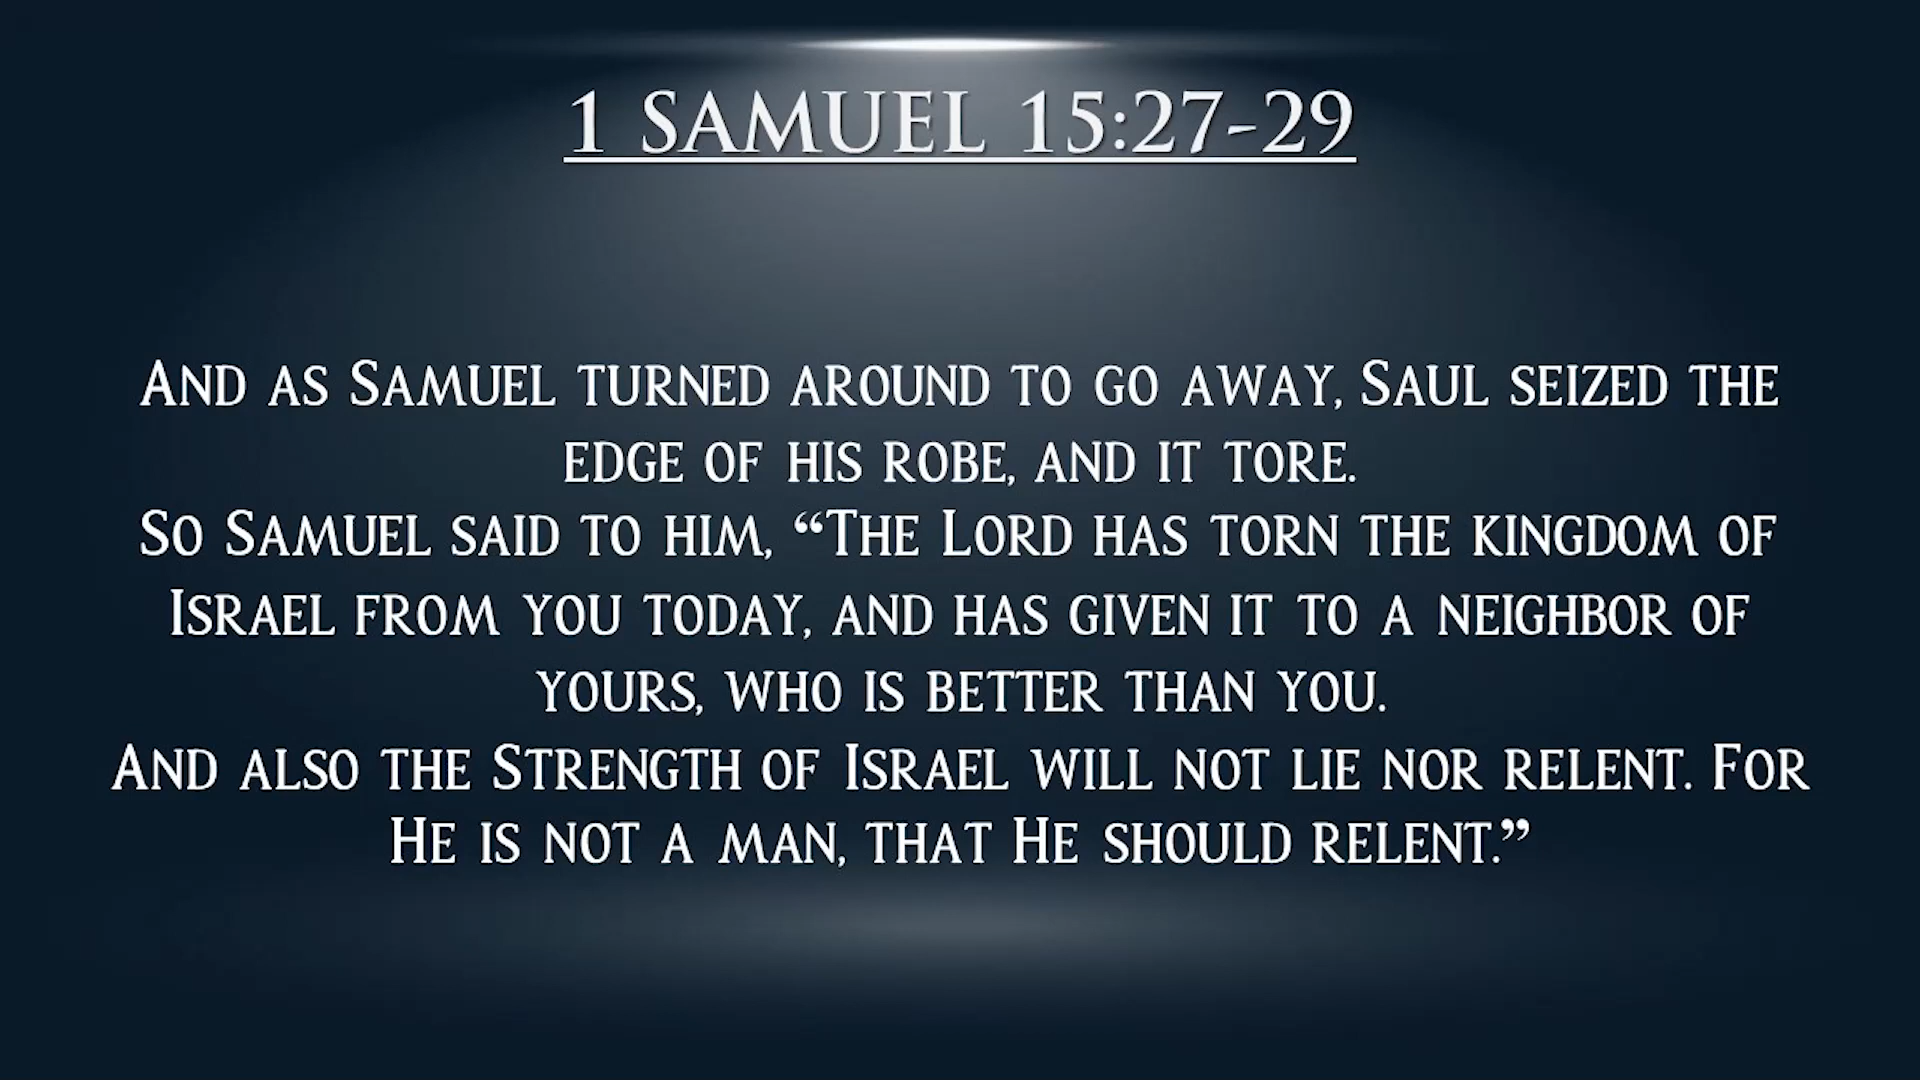 1 SAMUEL 15:27-29
And as Samuel turned around to go away, Saul seized the
edge of his robe, and it tore.
So Samuel said to him, “The Lord has torn the kingdom of
Israel from you today, and has given it to a neighbor of
yours, who is better than you.
And also the Strength of Israel will not lie nor relent. For
He is not a man, that He should relent.”